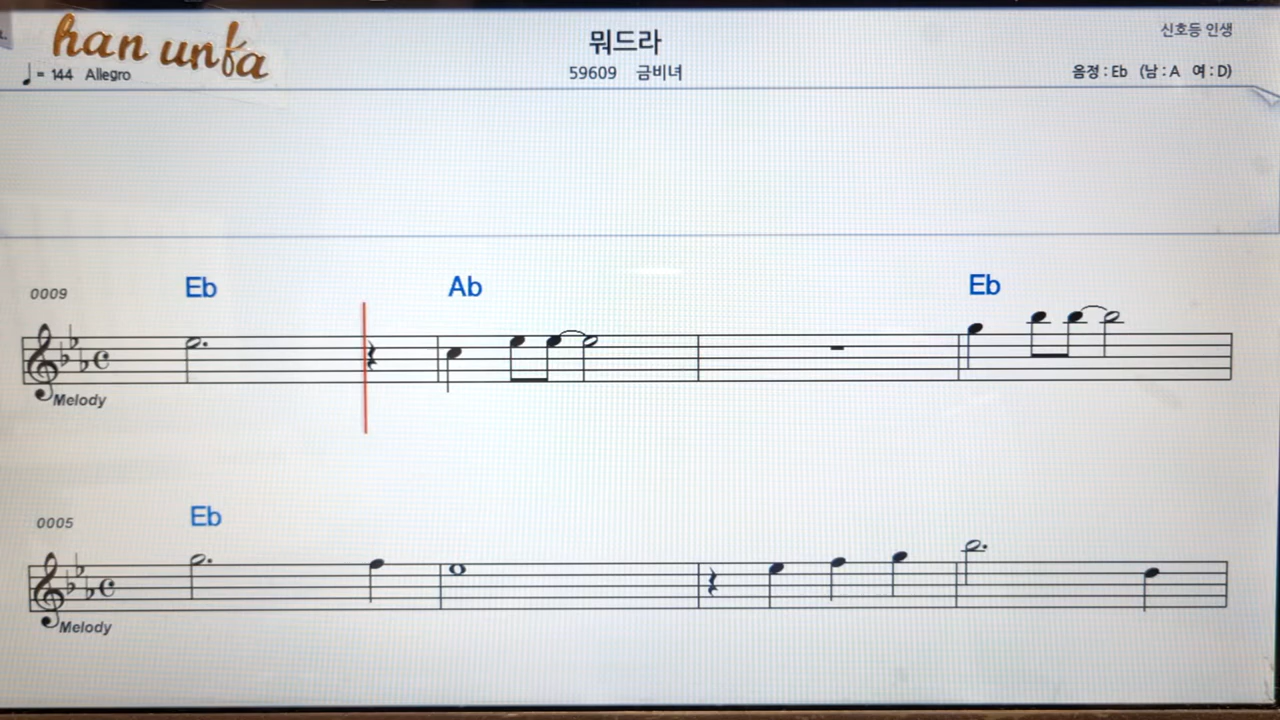 han unfa
♩= 144 Allegro
뭐드라
59609 금비녀
신호등 인생
음정 : Eb (남 : A 여 : D)
0009
Eb
Ab
Eb
Melody
0005
Eb
Melody